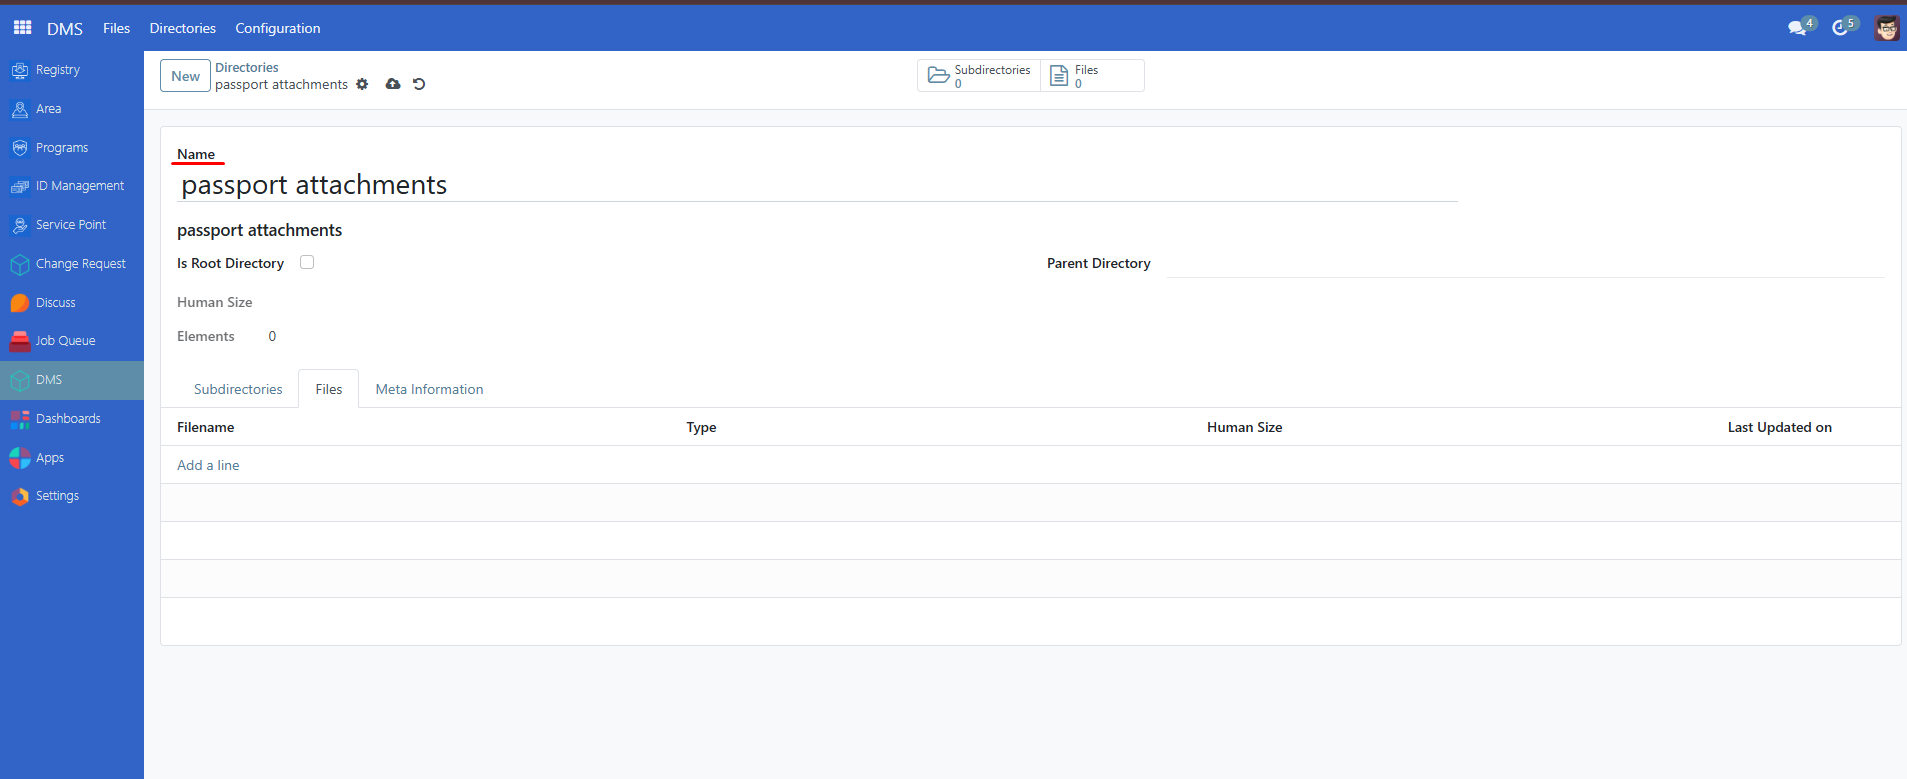 DMS Files Directories Configuration 4 5
Registry
Area
Programs
ID Management
Service Point
Change Request
Discuss
Job Queue
DMS
Dashboards
Apps
Settings
New
Directories
passport attachments
Subdirectories
0
Files
0
Name
passport attachments
passport attachments
Is Root Directory
Parent Directory
Human Size
Elements 0
Subdirectories Files Meta Information
Filename Type Human Size Last Updated on
Add a line